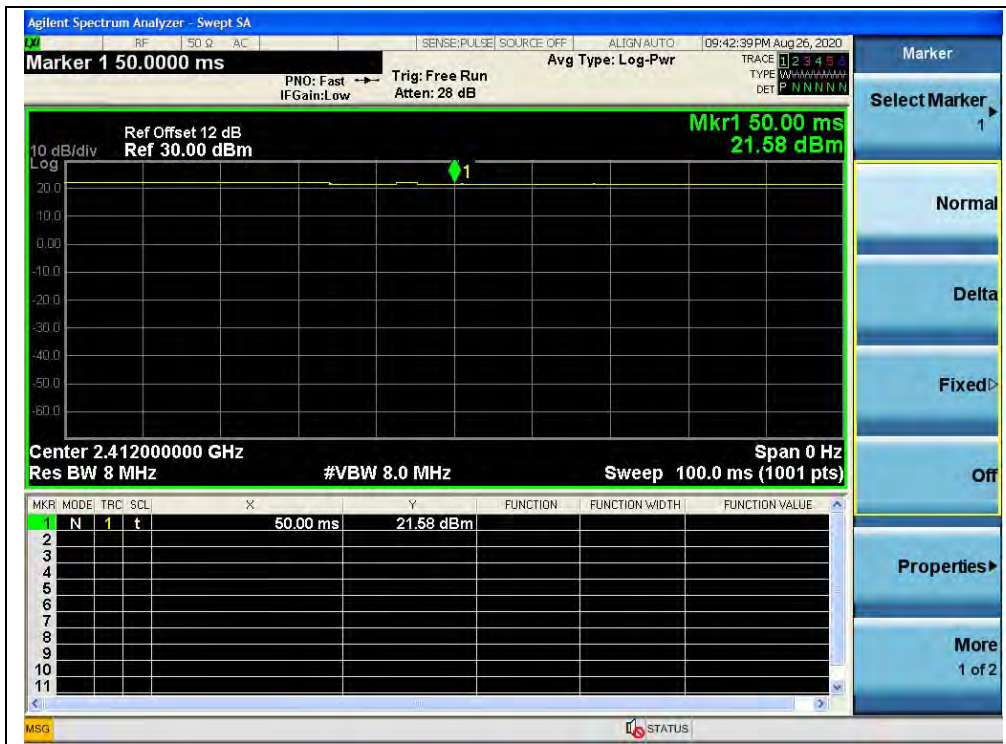 Agilent Spectrum Analyzer - Swept SA
LXI RF 50 Ω AC SENSE:PULSE SOURCE OFF ALIGN AUTO 09:42:39 PM Aug 26, 2020
Marker 1 50.0000 ms
PNO: Fast
IFGain:Low
Trig: Free Run
Atten: 28 dB
Avg Type: Log-Pwr
TRACE 1 2 3 4 5 6
TYPE W
DET P N N N N N
Ref Offset 12 dB
10 dB/div Ref 30.00 dBm
Log
Mkr1 50.00 ms
21.58 dBm
1
20.0
10.0
0.00
-10.0
-20.0
-30.0
-40.0
-50.0
-60.0
Center 2.412000000 GHz Span 0 Hz
Res BW 8 MHz #VBW 8.0 MHz Sweep 100.0 ms (1001 pts)
MKR MODE TRC SCL X Y FUNCTION FUNCTION WIDTH FUNCTION VALUE
1 N 1 t 50.00 ms 21.58 dBm
2
3
4
5
6
7
8
9
10
11
MSG STATUS
Marker
Select Marker
1
Normal
Delta
Fixed
Off
Properties
More
1 of 2